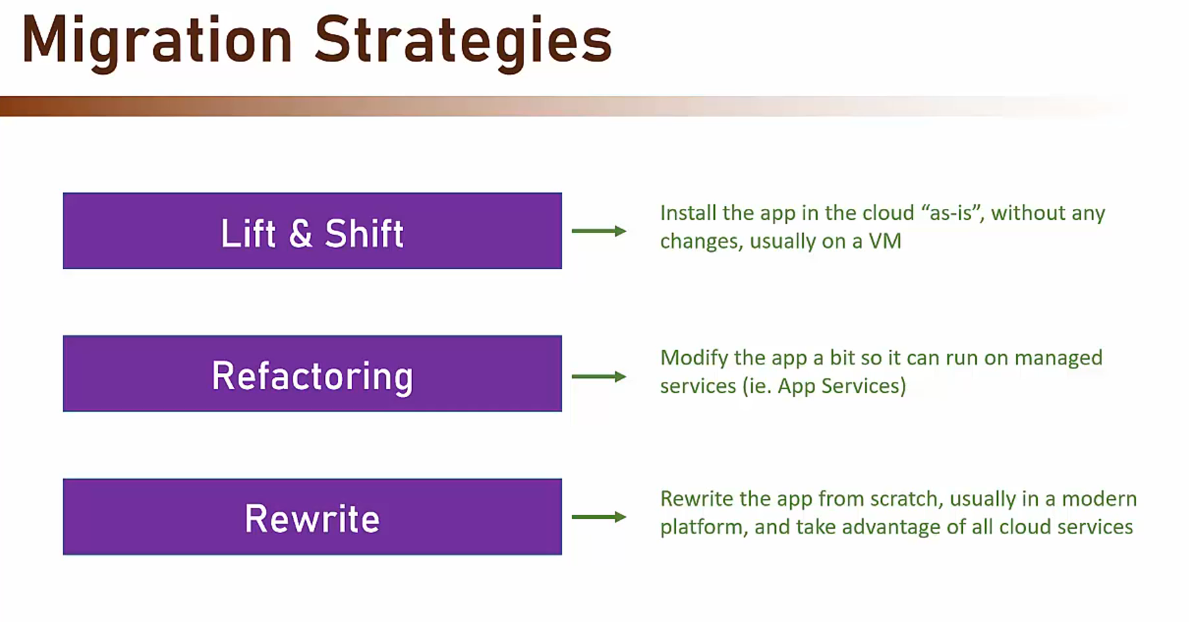 Migration Strategies
Lift & Shift
Install the app in the cloud “as-is”, without any
changes, usually on a VM
Refactoring
Modify the app a bit so it can run on managed
services (ie. App Services)
Rewrite
Rewrite the app from scratch, usually in a modern
platform, and take advantage of all cloud services